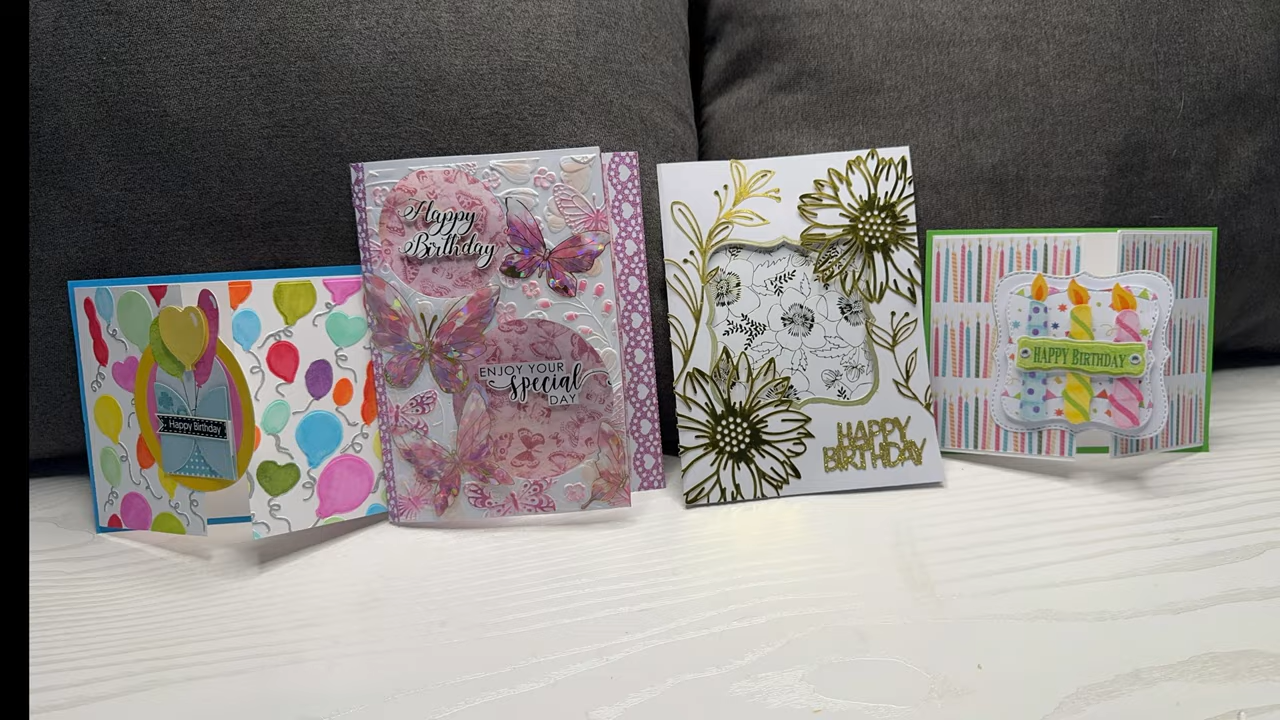 Happy Birthday
Happy
Birthday
ENJOY YOUR
special
DAY
HAPPY
BIRTHDAY
HAPPY BIRTHDAY